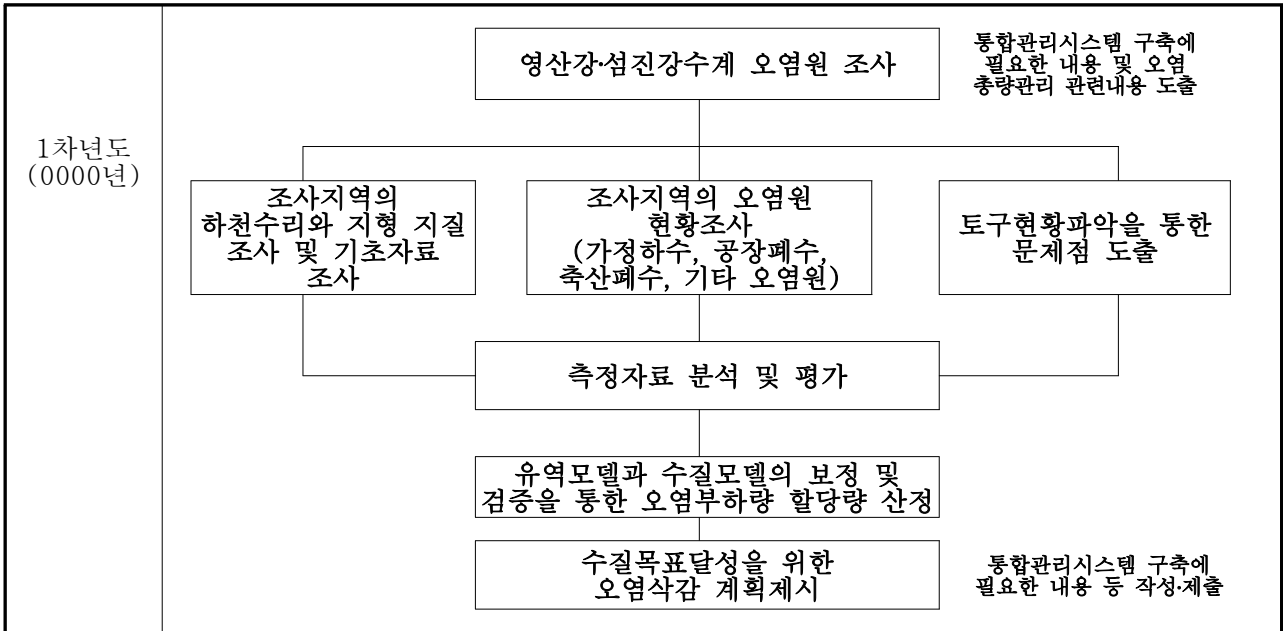 1차년도
(0000년)
영산강·섬진강수계 오염원 조사
통합관리시스템 구축에
필요한 내용 및 오염
총량관리 관련내용 도출
조사지역의
하천수리와 지형 지질
조사 및 기초자료
조사
조사지역의 오염원
현황조사
(가정하수, 공장폐수,
축산폐수, 기타 오염원)
토구현황파악을 통한
문제점 도출
측정자료 분석 및 평가
유역모델과 수질모델의 보정 및
검증을 통한 오염부하량 할당량 산정
수질목표달성을 위한
오염삭감 계획제시
통합관리시스템 구축에
필요한 내용 등 작성·제출